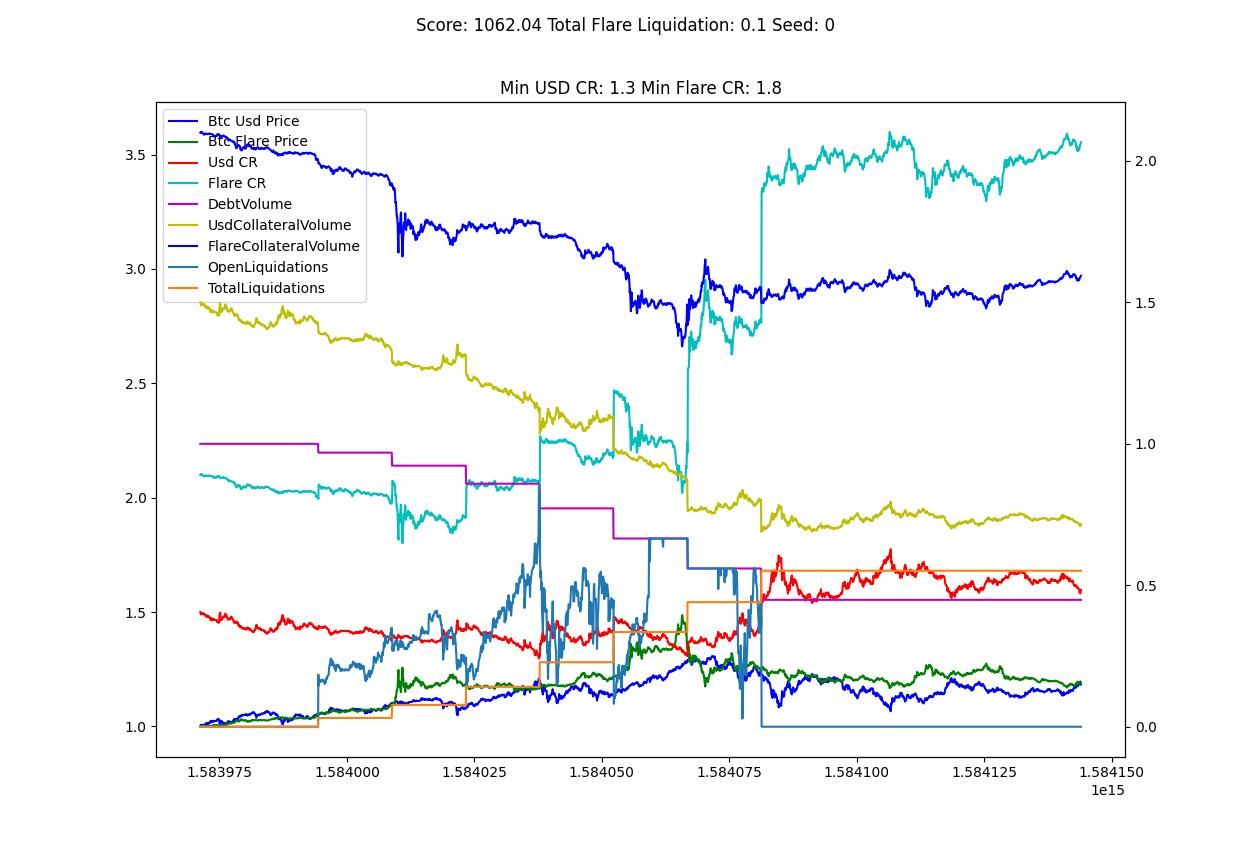 Score: 1062.04 Total Flare Liquidation: 0.1 Seed: 0
Min USD CR: 1.3 Min Flare CR: 1.8
Btc Usd Price
Btc Flare Price
Usd CR
Flare CR
DebtVolume
UsdCollateralVolume
FlareCollateralVolume
OpenLiquidations
TotalLiquidations
3.5
3.0
2.5
2.0
1.5
1.0
2.0
1.5
1.0
0.5
0.0
1.583975
1.584000
1.584025
1.584050
1.584075
1.584100
1.584125
1.584150
1e15